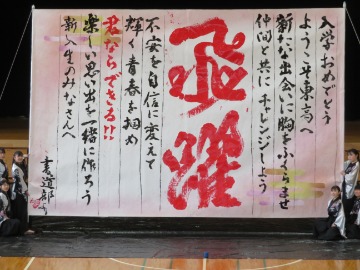 入学おめでとう
ようこそ東高へ
新たな出会いに胸をふくらませ
仲間と共にチャレンジしよう
飛躍
不安を自信に変えて
輝く青春を掴め
君ならできる!!
楽しい思い出を一緒に作ろう
新入生のみなさんへ
書道部より